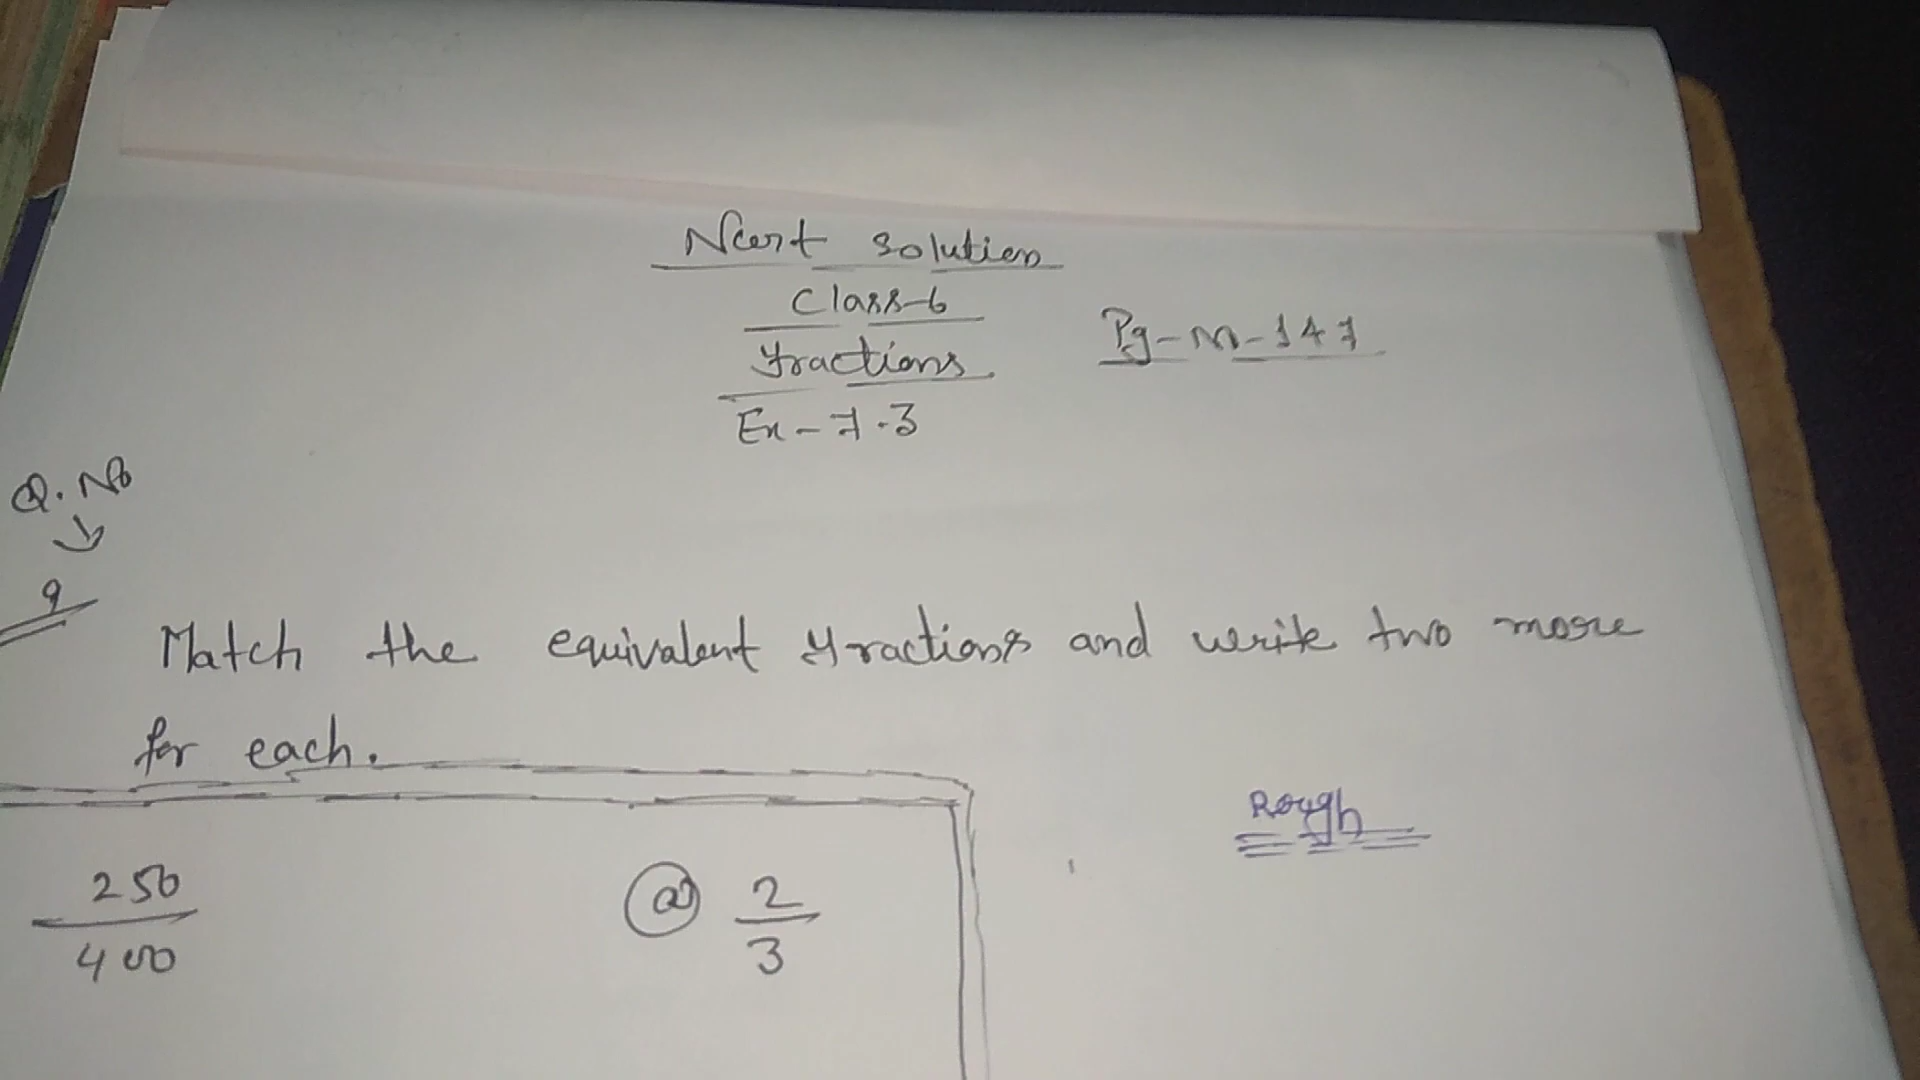 Ncert Solution
Class-6
Fractions
Pg-N-147
Ex-7.3
Q. No
9
Match the equivalent fractions and write two more
for each.
Rough
250
400
a 2
3